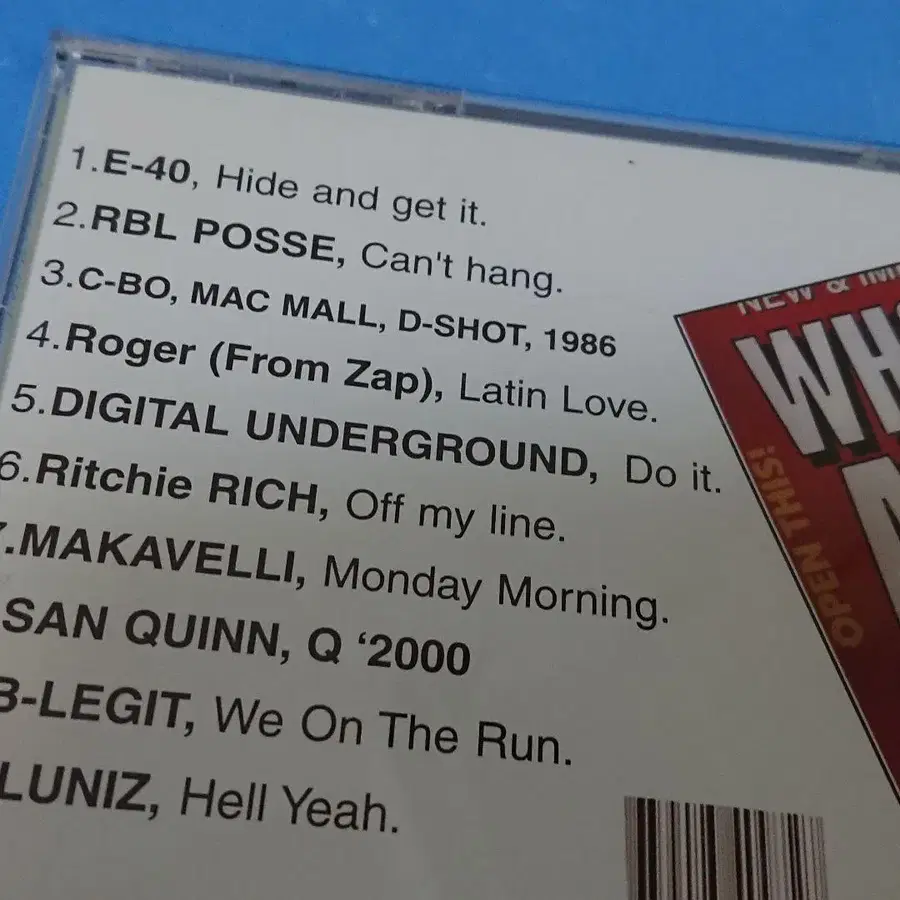 1.E-40, Hide and get it.
2.RBL POSSE, Can't hang.
3.C-BO, MAC MALL, D-SHOT, 1986
4.Roger (From Zap), Latin Love.
5.DIGITAL UNDERGROUND, Do it.
6.Ritchie RICH, Off my line.
.MAKAVELLI, Monday Morning.
SAN QUINN, Q ‘2000
B-LEGIT, We On The Run.
LUNIZ, Hell Yeah.
NEW &
OPEN THIS!